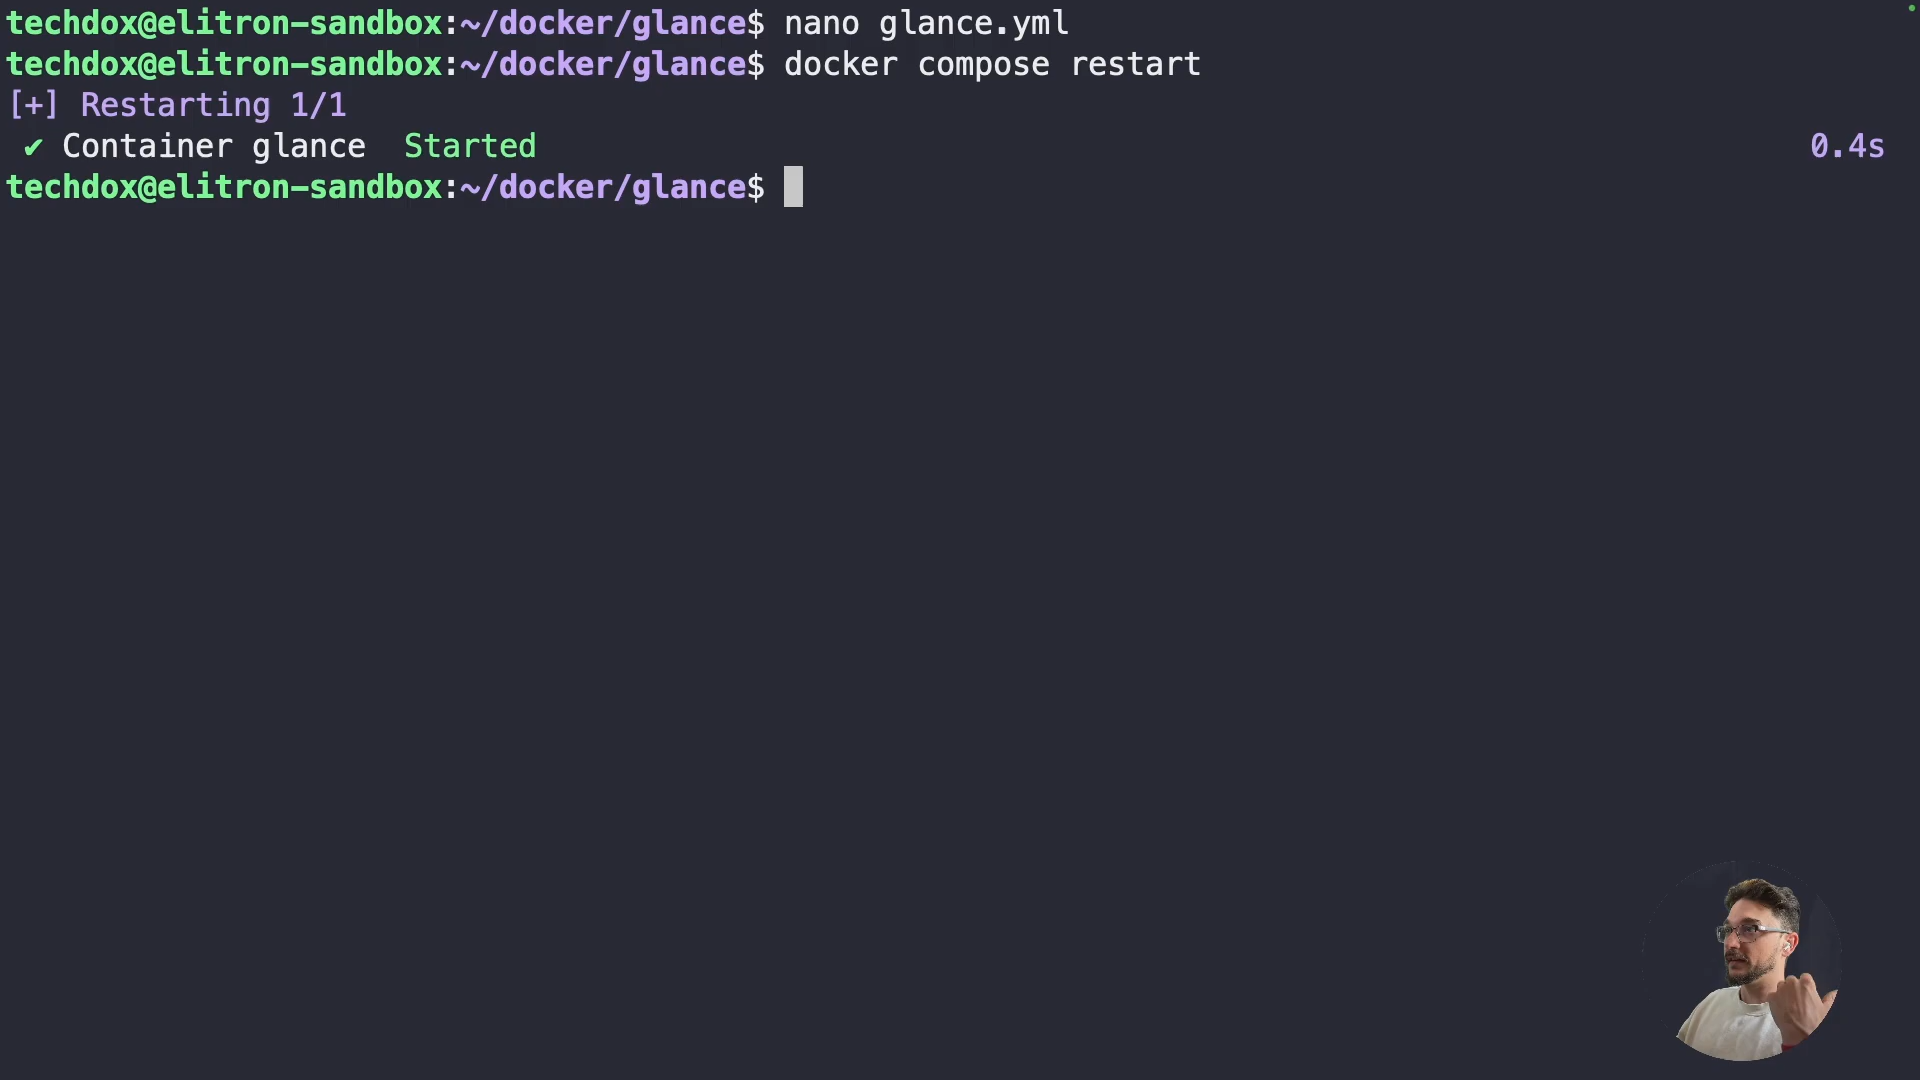 techdox@elitron-sandbox:~/docker/glance$ nano glance.yml
techdox@elitron-sandbox:~/docker/glance$ docker compose restart
[+] Restarting 1/1
✔ Container glance  Started 0.4s
techdox@elitron-sandbox:~/docker/glance$